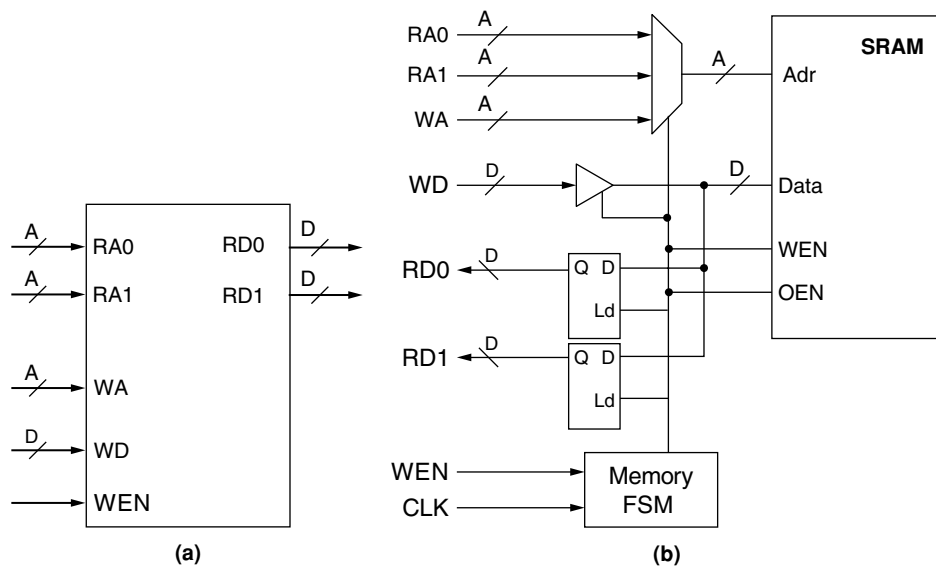 A
RA0
RD0
D
A
RA1
RD1
D
A
WA
D
WD
WEN
(a)
RA0
A
RA1
A
WA
A
A
SRAM
Adr
WD
D
D
Data
WEN
OEN
RD0
D
Q D
Ld
RD1
D
Q D
Ld
WEN
CLK
Memory
FSM
(b)